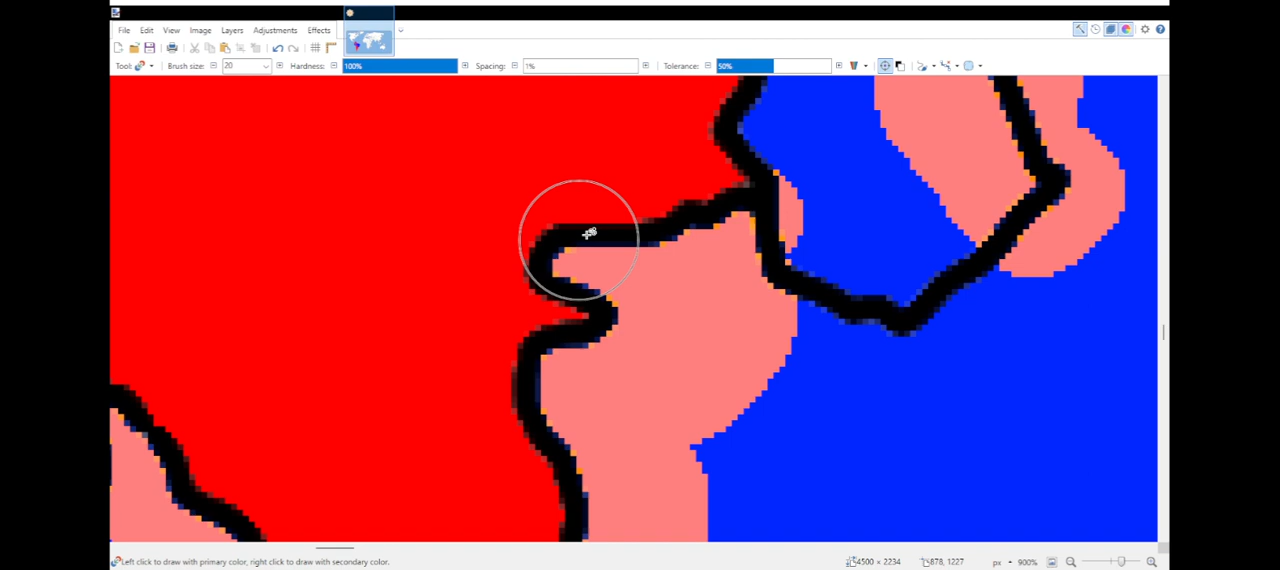 File Edit View Image Layers Adjustments Effects
Tool: Brush size: 20 Hardness: 100% Spacing: 1% Tolerance: 50%
Left click to draw with primary color, right click to draw with secondary color. 4500 × 2234 878, 1227 px 900%